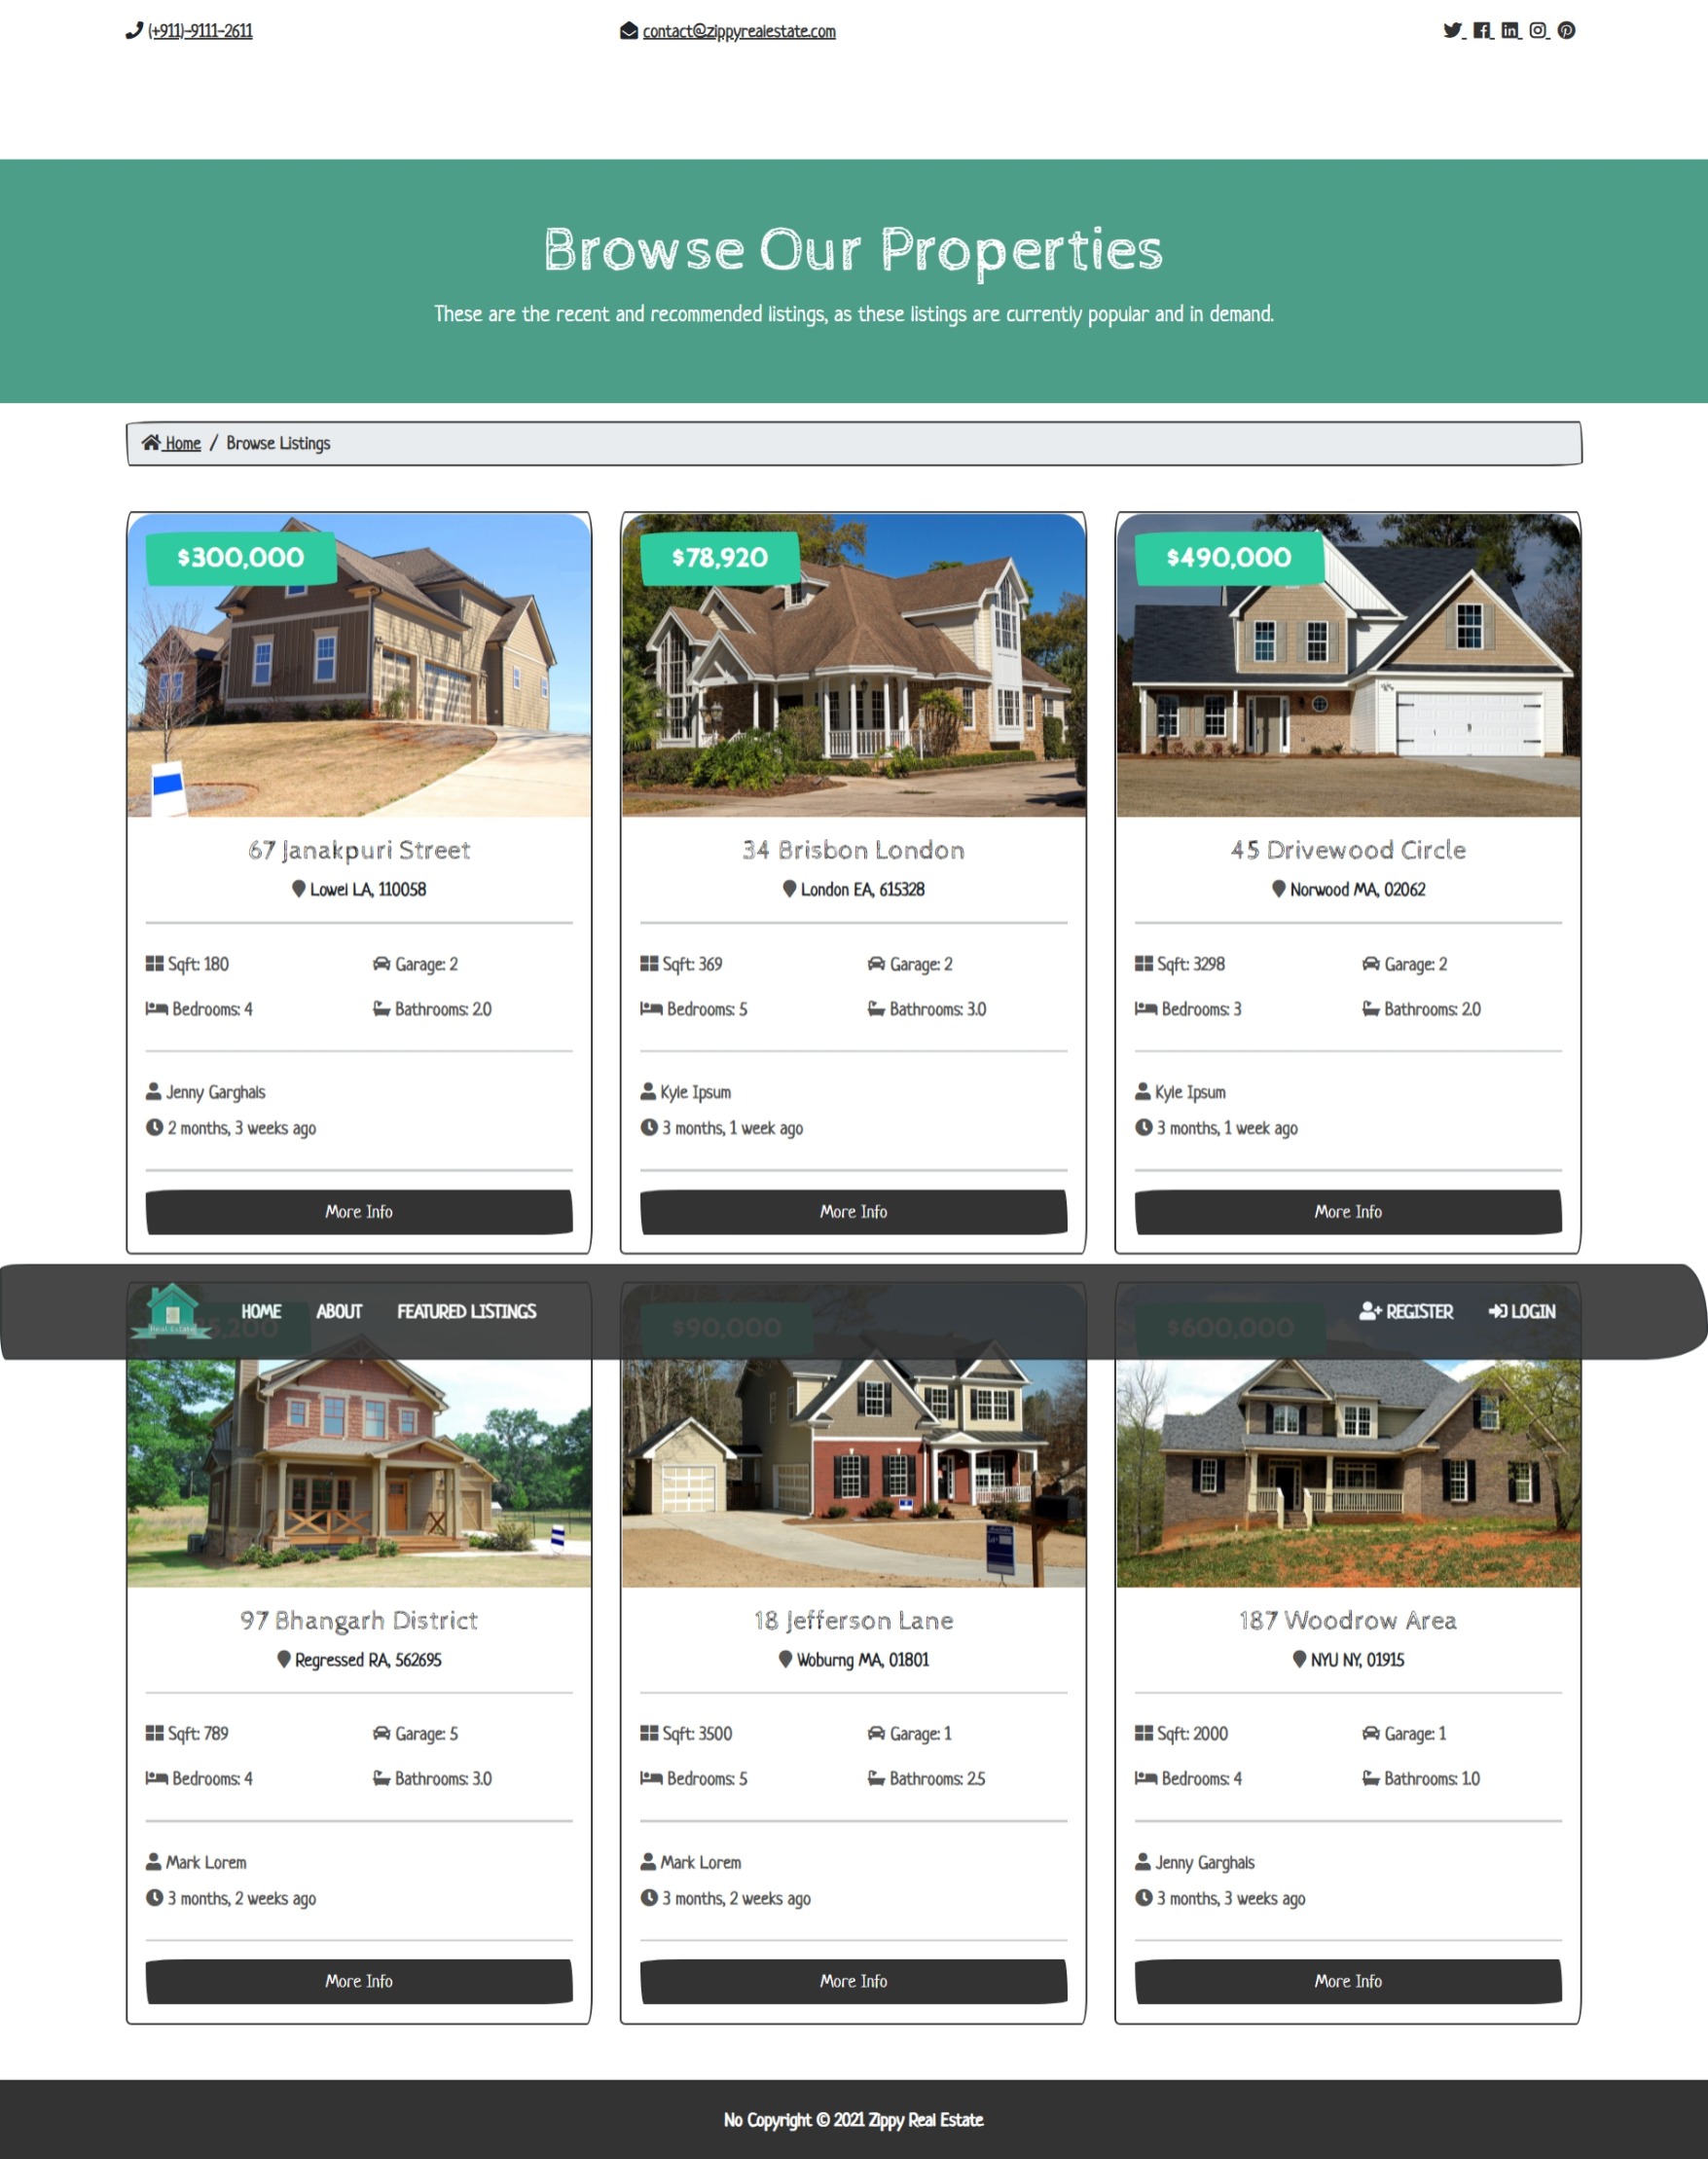 (+911)-9111-2611
contact@zippyrealestate.com
Browse Our Properties
These are the recent and recommended listings, as these listings are currently popular and in demand.
Home / Browse Listings
$300,000
$78,920
$490,000
67 Janakpuri Street
Lowel LA, 110058
Sqft: 180
Garage: 2
Bedrooms: 4
Bathrooms: 2.0
Jenny Garghals
2 months, 3 weeks ago
More Info
34 Brisbon London
London EA, 615328
Sqft: 369
Garage: 2
Bedrooms: 5
Bathrooms: 3.0
Kyle Ipsum
3 months, 1 week ago
More Info
45 Drivewood Circle
Norwood MA, 02062
Sqft: 3298
Garage: 2
Bedrooms: 3
Bathrooms: 2.0
Kyle Ipsum
3 months, 1 week ago
More Info
Real Estate
HOME
ABOUT
FEATURED LISTINGS
REGISTER
LOGIN
$90,000
$600,000
97 Bhangarh District
Regressed RA, 562695
Sqft: 789
Garage: 5
Bedrooms: 4
Bathrooms: 3.0
Mark Lorem
3 months, 2 weeks ago
More Info
18 Jefferson Lane
Woburng MA, 01801
Sqft: 3500
Garage: 1
Bedrooms: 5
Bathrooms: 2.5
Mark Lorem
3 months, 2 weeks ago
More Info
187 Woodrow Area
NYU NY, 01915
Sqft: 2000
Garage: 1
Bedrooms: 4
Bathrooms: 1.0
Jenny Garghals
3 months, 3 weeks ago
More Info
No Copyright © 2021 Zippy Real Estate